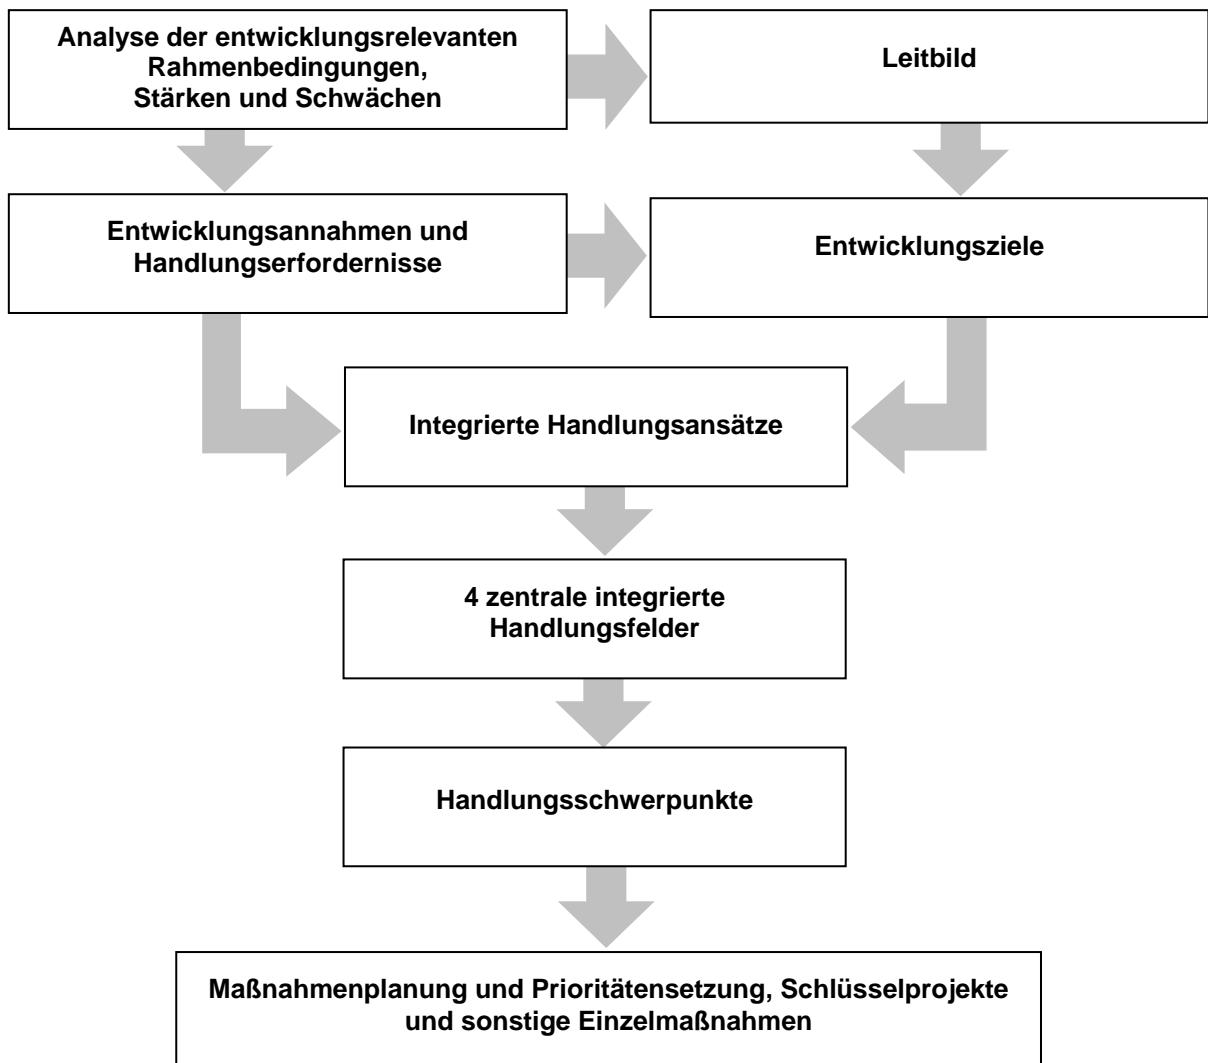 Analyse der entwicklungsrelevanten
Rahmenbedingungen,
Stärken und Schwächen
Leitbild
Entwicklungsannahmen und
Handlungserfordernisse
Entwicklungsziele
Integrierte Handlungsansätze
4 zentrale integrierte
Handlungsfelder
Handlungsschwerpunkte
Maßnahmenplanung und Prioritätensetzung, Schlüsselprojekte
und sonstige Einzelmaßnahmen